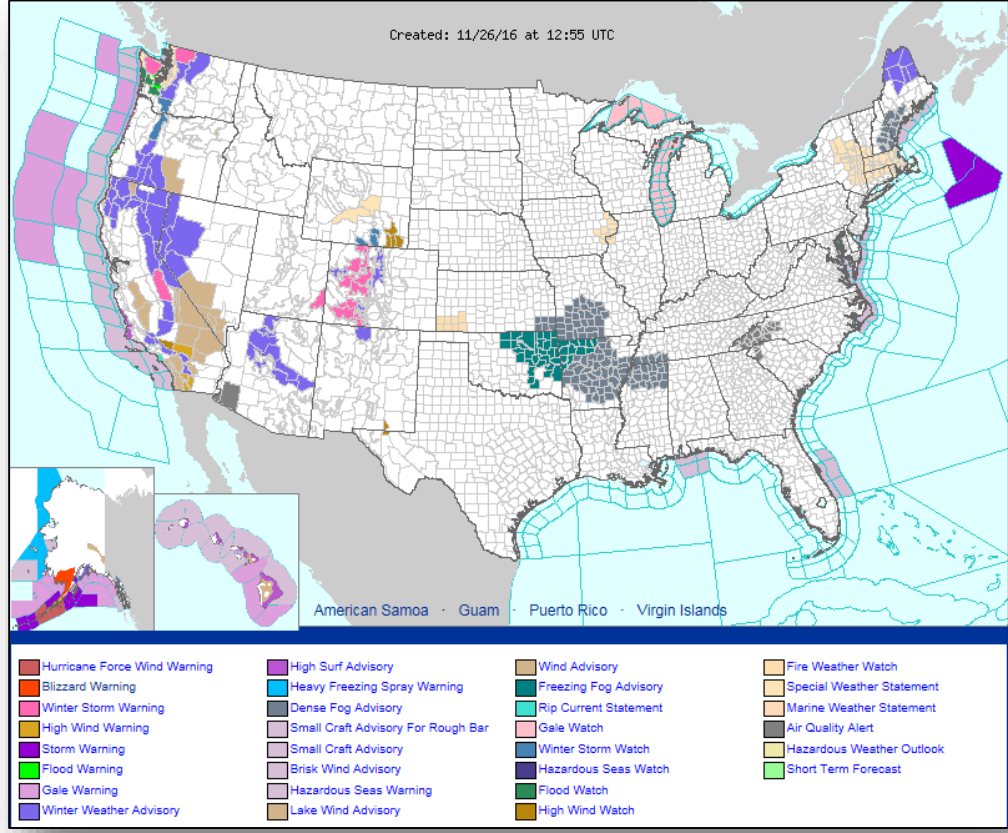 Created: 11/26/16 at 12:55 UTC
American Samoa · Guam · Puerto Rico · Virgin Islands
Hurricane Force Wind Warning
Blizzard Warning
Winter Storm Warning
High Wind Warning
Storm Warning
Flood Warning
Gale Warning
Winter Weather Advisory
High Surf Advisory
Heavy Freezing Spray Warning
Dense Fog Advisory
Small Craft Advisory For Rough Bar
Small Craft Advisory
Brisk Wind Advisory
Hazardous Seas Warning
Lake Wind Advisory
Wind Advisory
Freezing Fog Advisory
Rip Current Statement
Gale Watch
Winter Storm Watch
Hazardous Seas Watch
Flood Watch
High Wind Watch
Fire Weather Watch
Special Weather Statement
Marine Weather Statement
Air Quality Alert
Hazardous Weather Outlook
Short Term Forecast